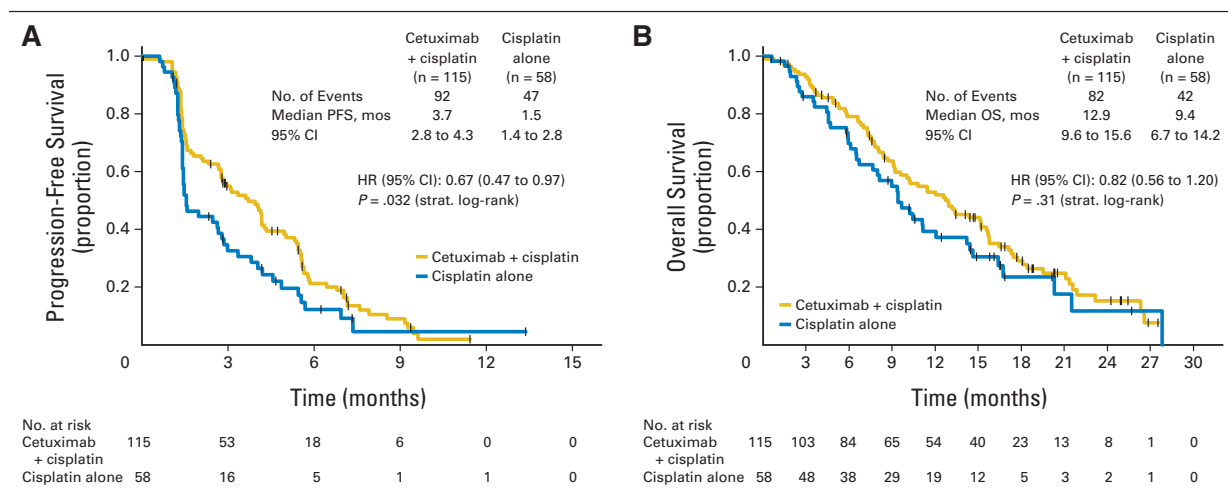 A
Cetuximab + cisplatin (n = 115) Cisplatin alone (n = 58)
No. of Events 92 47
Median PFS, mos 3.7 1.5
95% CI 2.8 to 4.3 1.4 to 2.8
HR (95% CI): 0.67 (0.47 to 0.97)
P = .032 (strat. log-rank)
Cetuximab + cisplatin
Cisplatin alone
Progression-Free Survival
(proportion)
1.0
0.8
0.6
0.4
0.2
0 3 6 9 12 15
Time (months)
No. at risk
Cetuximab 115 53 18 6 0 0
+ cisplatin
Cisplatin alone 58 16 5 1 1 0
B
Cetuximab + cisplatin (n = 115) Cisplatin alone (n = 58)
No. of Events 82 42
Median OS, mos 12.9 9.4
95% CI 9.6 to 15.6 6.7 to 14.2
HR (95% CI): 0.82 (0.56 to 1.20)
P = .31 (strat. log-rank)
Cetuximab + cisplatin
Cisplatin alone
Overall Survival
(proportion)
1.0
0.8
0.6
0.4
0.2
0 3 6 9 12 15 18 21 24 27 30
Time (months)
No. at risk
Cetuximab 115 103 84 65 54 40 23 13 8 1 0
+ cisplatin
Cisplatin alone 58 48 38 29 19 12 5 3 2 1 0